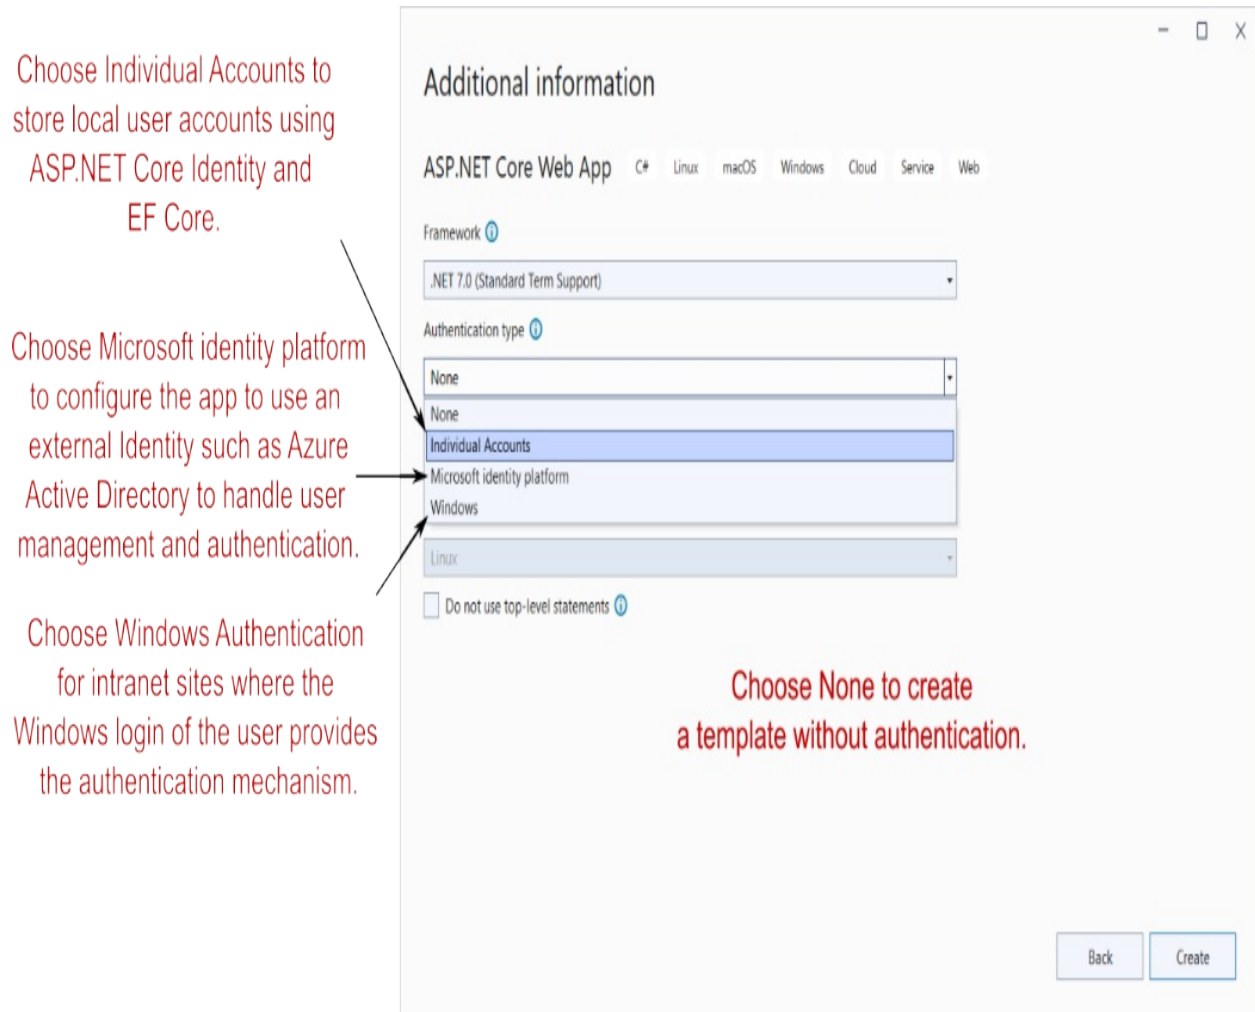 Choose Individual Accounts to
store local user accounts using
ASP.NET Core Identity and
EF Core.
Choose Microsoft identity platform
to configure the app to use an
external Identity such as Azure
Active Directory to handle user
management and authentication.
Choose Windows Authentication
for intranet sites where the
Windows login of the user provides
the authentication mechanism.
Additional information
ASP.NET Core Web App C# Linux macOS Windows Cloud Service Web
Framework
.NET 7.0 (Standard Term Support)
Authentication type
None
None
Individual Accounts
Microsoft identity platform
Windows
Linux
Do not use top-level statements
Choose None to create
a template without authentication.
Back Create